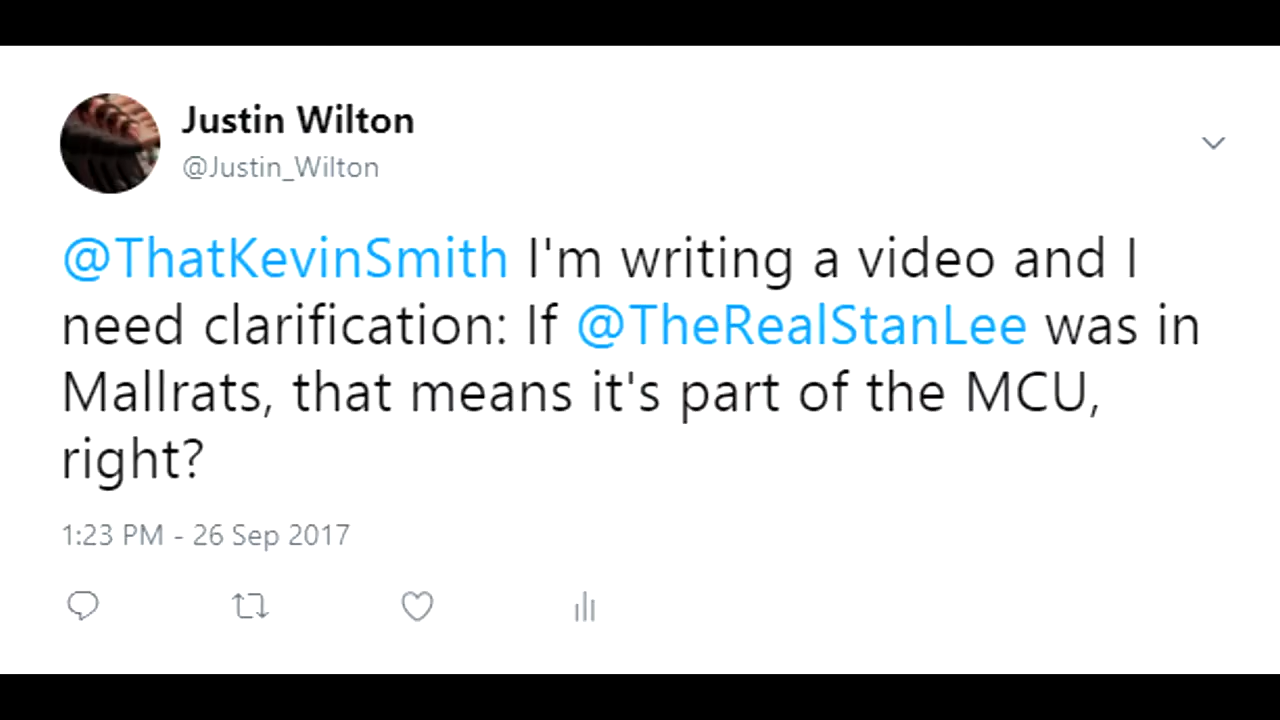 Justin Wilton
@Justin_Wilton
@ThatKevinSmith I'm writing a video and I
need clarification: If @TheRealStanLee was in
Mallrats, that means it's part of the MCU,
right?
1:23 PM - 26 Sep 2017